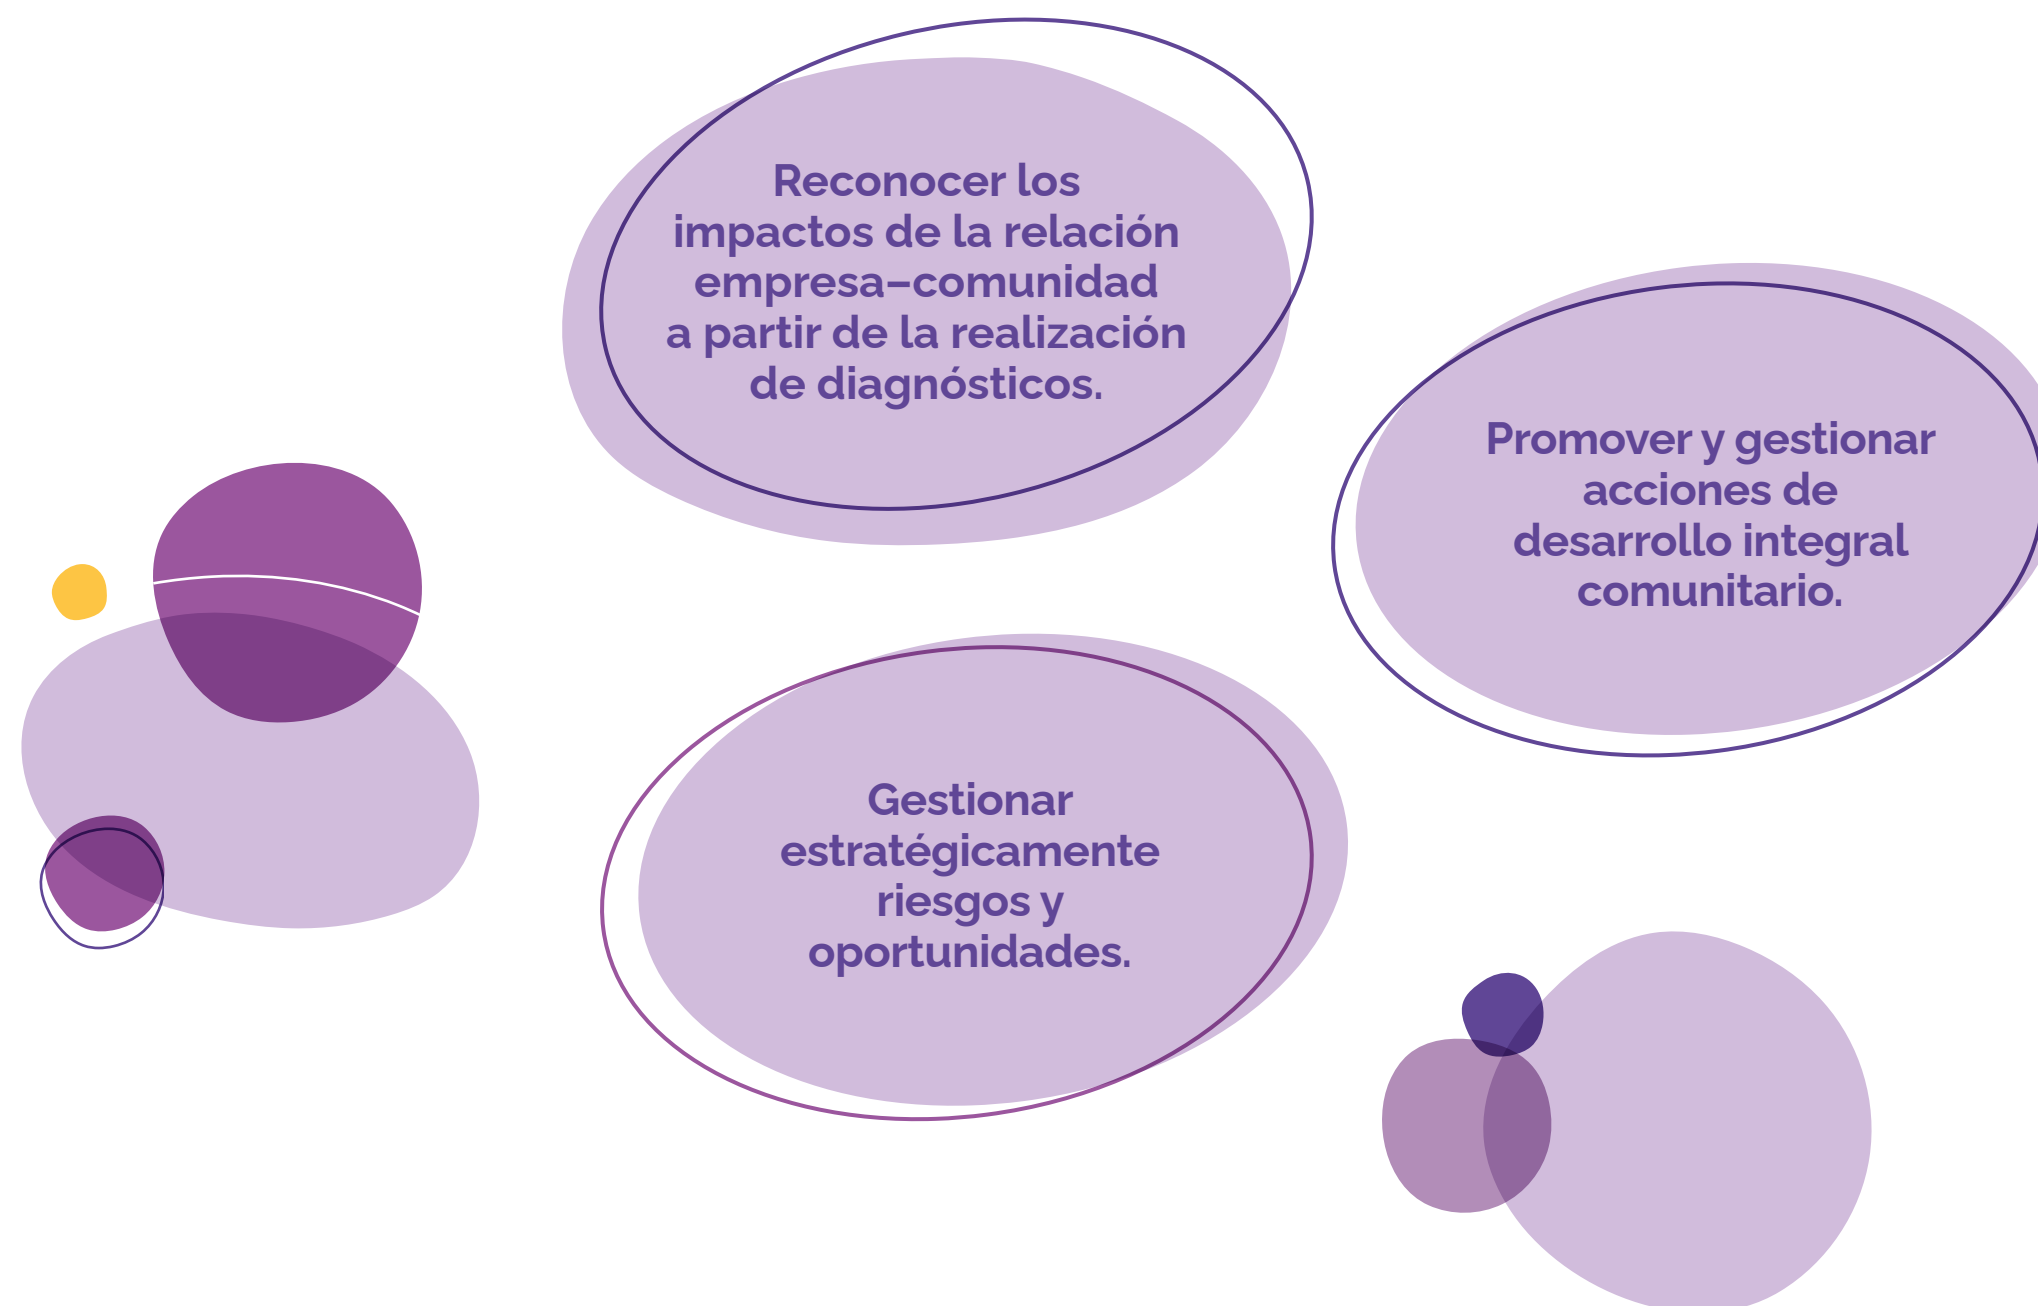 Reconocer los
impactos de la relación
empresa–comunidad
a partir de la realización
de diagnósticos.
Promover y gestionar
acciones de
desarrollo integral
comunitario.
Gestionar
estratégicamente
riesgos y
oportunidades.